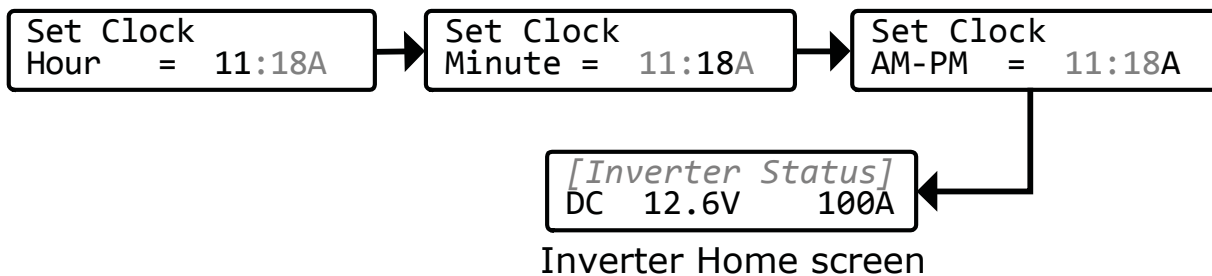 Set Clock
Hour   =  11:18A
Set Clock
Minute =  11:18A
Set Clock
AM-PM  =  11:18A
[Inverter Status]
DC  12.6V    100A
Inverter Home screen